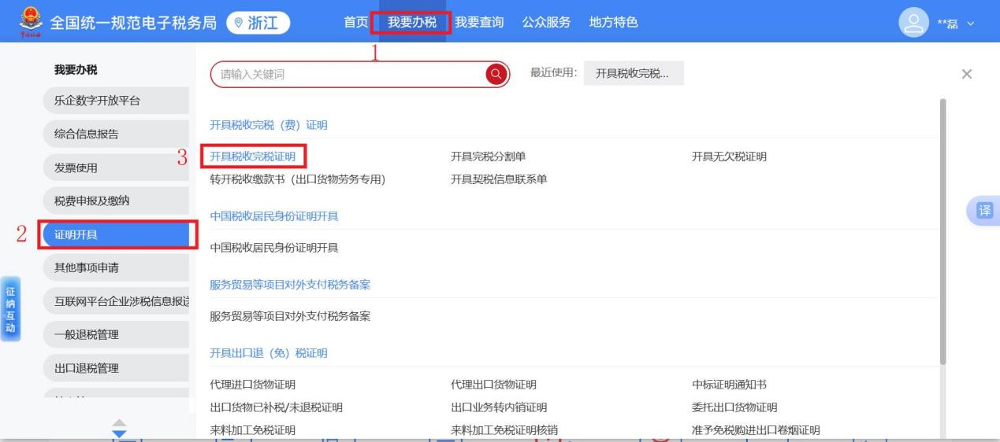 全国统一规范电子税务局 浙江 首页 我要办税 我要查询 公众服务 地方特色 **磊
1
我要办税
请输入关键词 最近使用: 开具税收完税...
乐企数字开放平台
综合信息报告
发票使用
税费申报及缴纳
2 证明开具
其他事项申请
互联网平台企业涉税信息报送
一般退税管理
出口退税管理
开具税收完税（费）证明
3 开具税收完税证明 开具完税分割单 开具无欠税证明
转开税收缴款书（出口货物劳务专用） 开具契税信息联系单
中国税收居民身份证明开具
中国税收居民身份证明开具
服务贸易等项目对外支付税务备案
服务贸易等项目对外支付税务备案
开具出口退（免）税证明
代理进口货物证明 代理出口货物证明 中标证明通知书
出口货物已补税/未退税证明 出口业务转内销证明 委托出口货物证明
来料加工免税证明 来料加工免税证明核销 准予免税购进出口卷烟证明
征纳互动
译